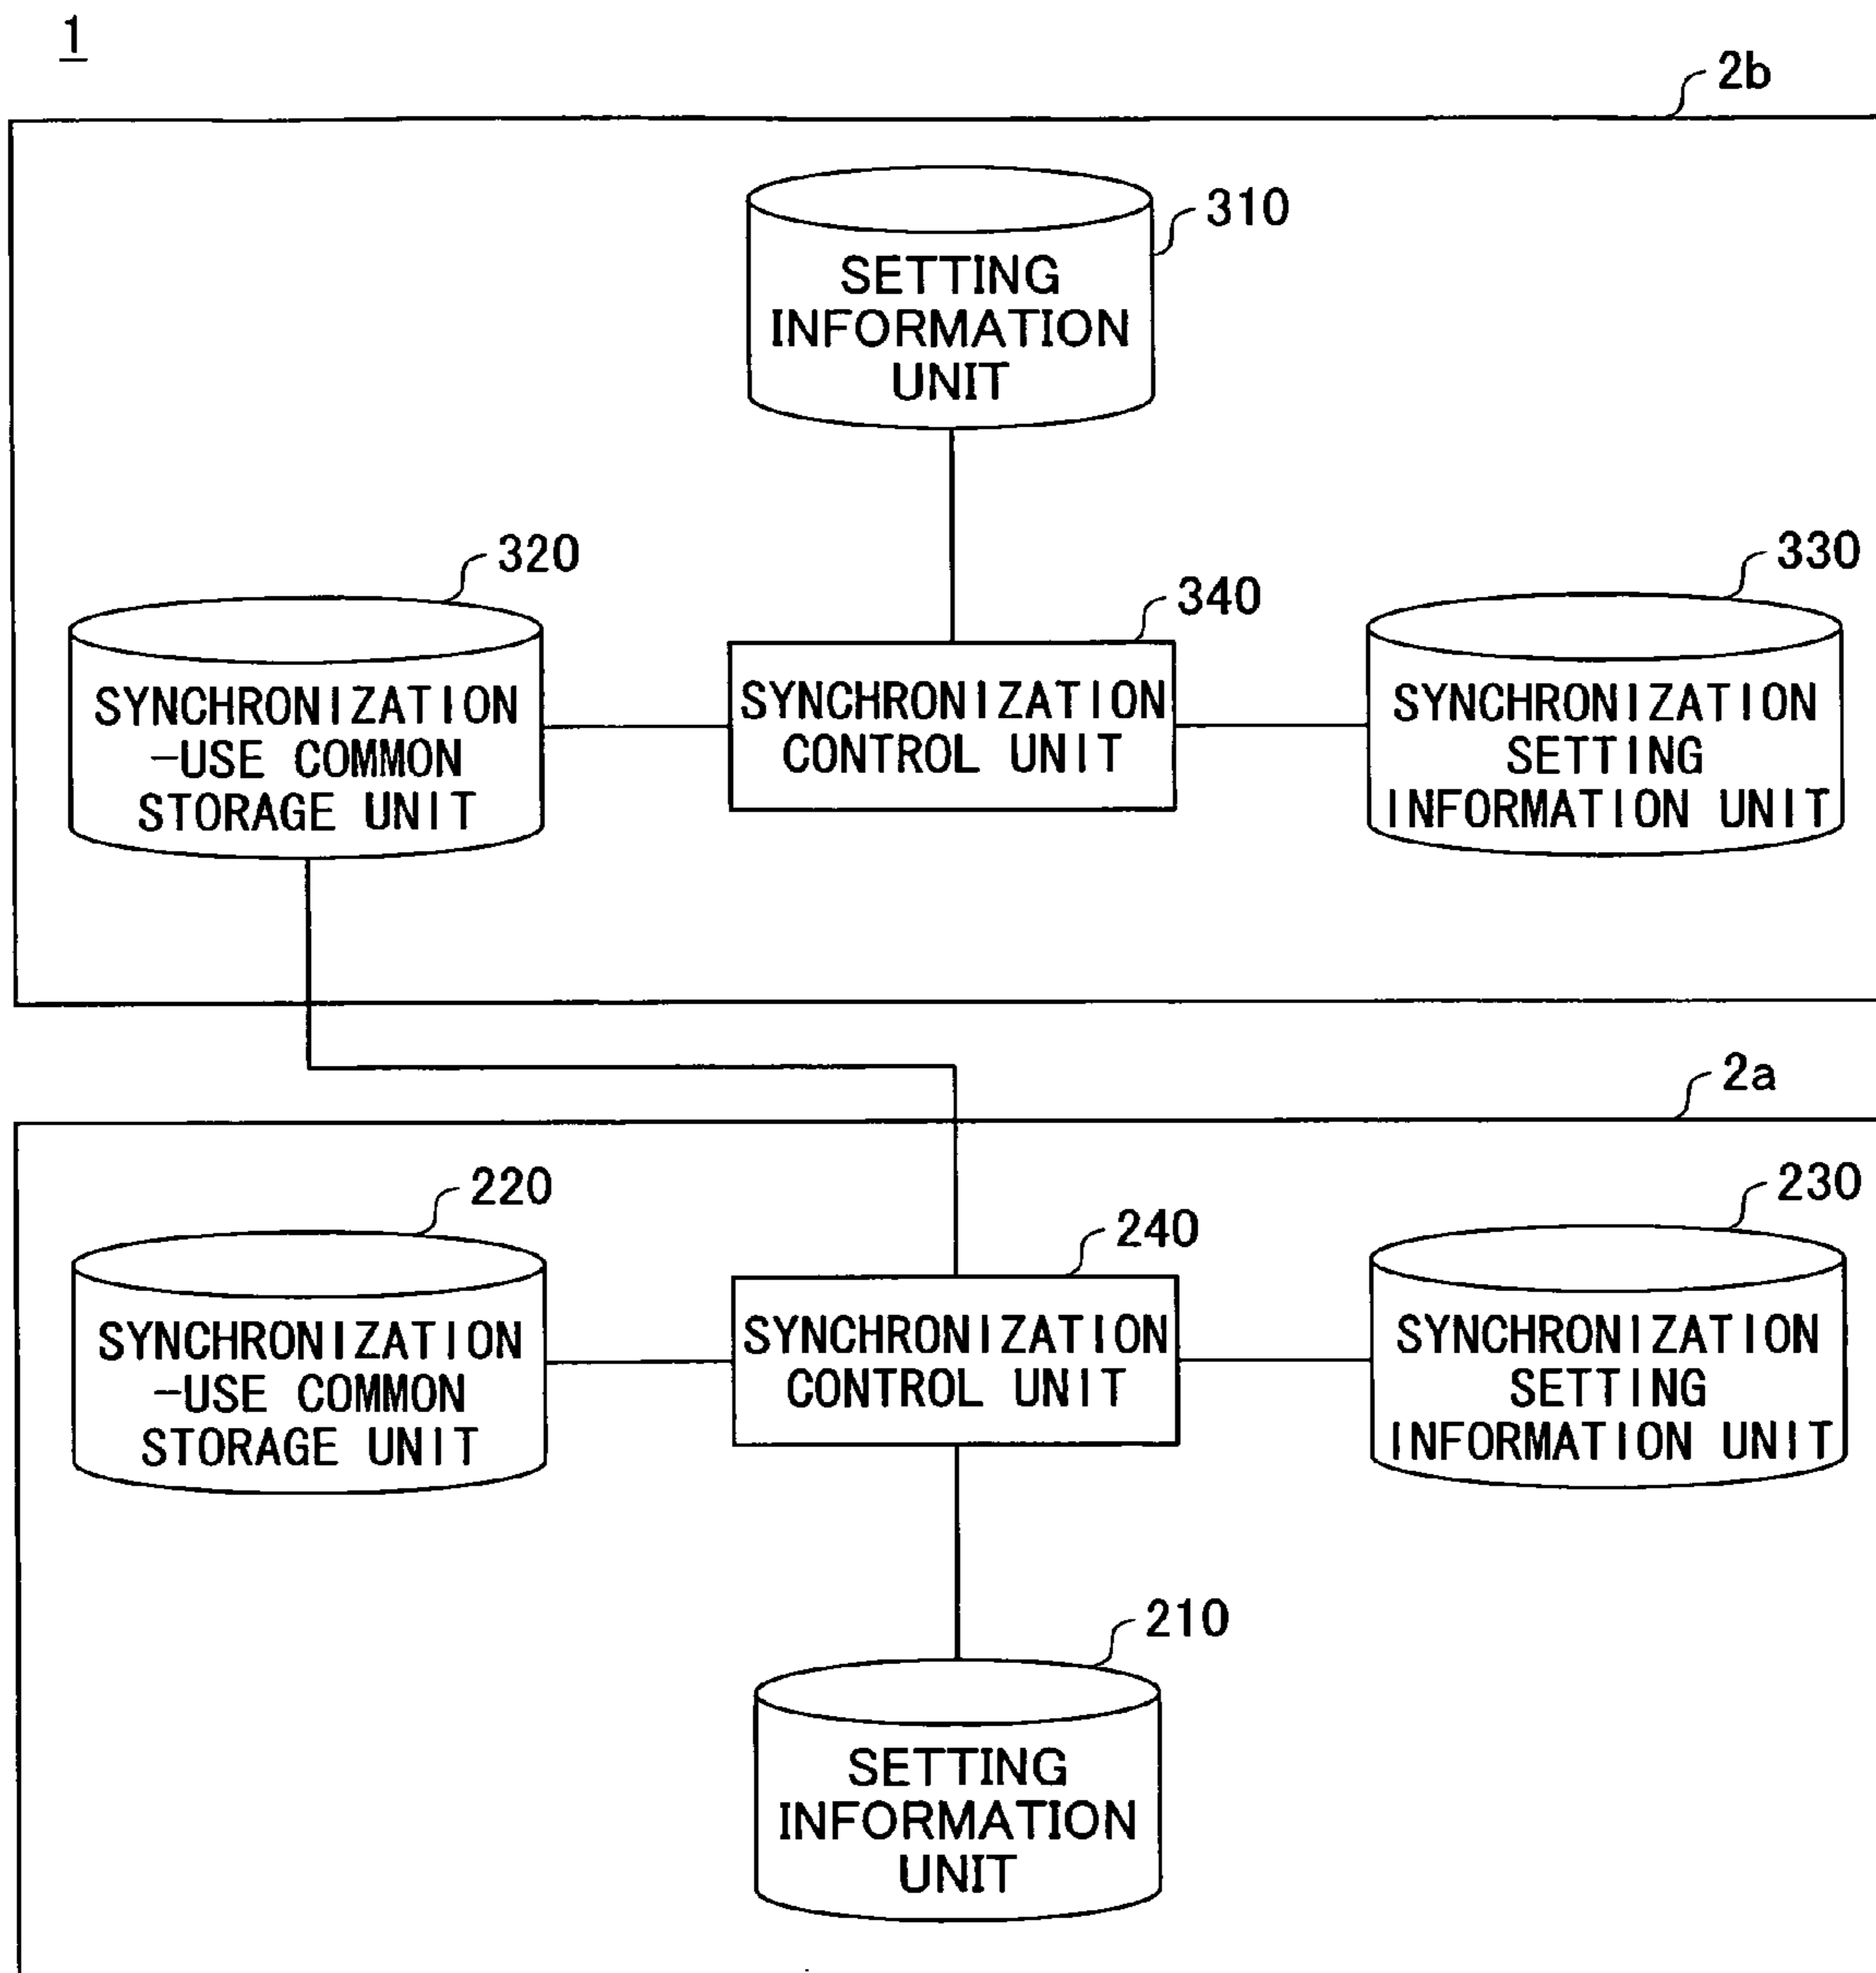 1
2b
310
SETTING
INFORMATION
UNIT
320
340
330
SYNCHRONIZATION
-USE COMMON
STORAGE UNIT
SYNCHRONIZATION
CONTROL UNIT
SYNCHRONIZATION
SETTING
INFORMATION UNIT
2a
220
240
230
SYNCHRONIZATION
-USE COMMON
STORAGE UNIT
SYNCHRONIZATION
CONTROL UNIT
SYNCHRONIZATION
SETTING
INFORMATION UNIT
210
SETTING
INFORMATION
UNIT